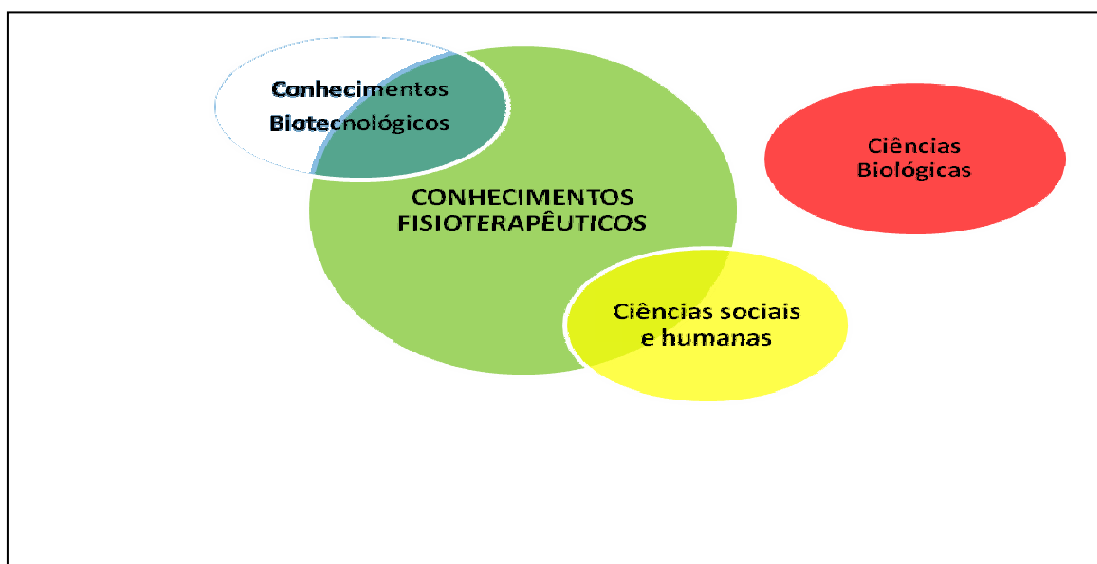 Conhecimentos
Biotecnológicos
CONHECIMENTOS
FISIOTERAPÊUTICOS
Ciências
Biológicas
Ciências sociais
e humanas